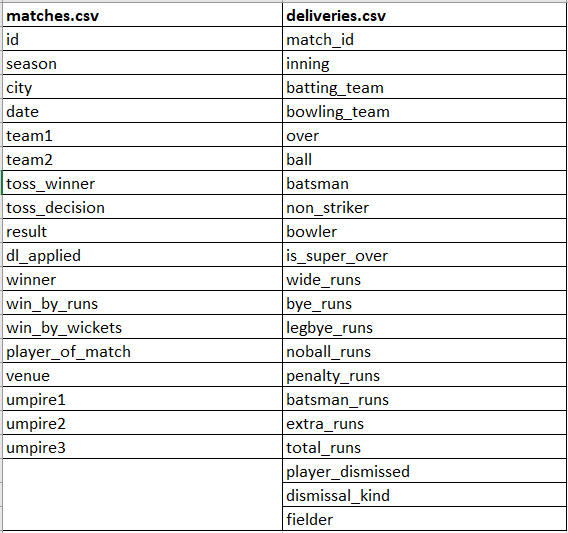 matches.csv deliveries.csv
id match_id
season inning
city batting_team
date bowling_team
team1 over
team2 ball
toss_winner batsman
toss_decision non_striker
result bowler
dl_applied is_super_over
winner wide_runs
win_by_runs bye_runs
win_by_wickets legbye_runs
player_of_match noball_runs
venue penalty_runs
umpire1 batsman_runs
umpire2 extra_runs
umpire3 total_runs
player_dismissed
dismissal_kind
fielder